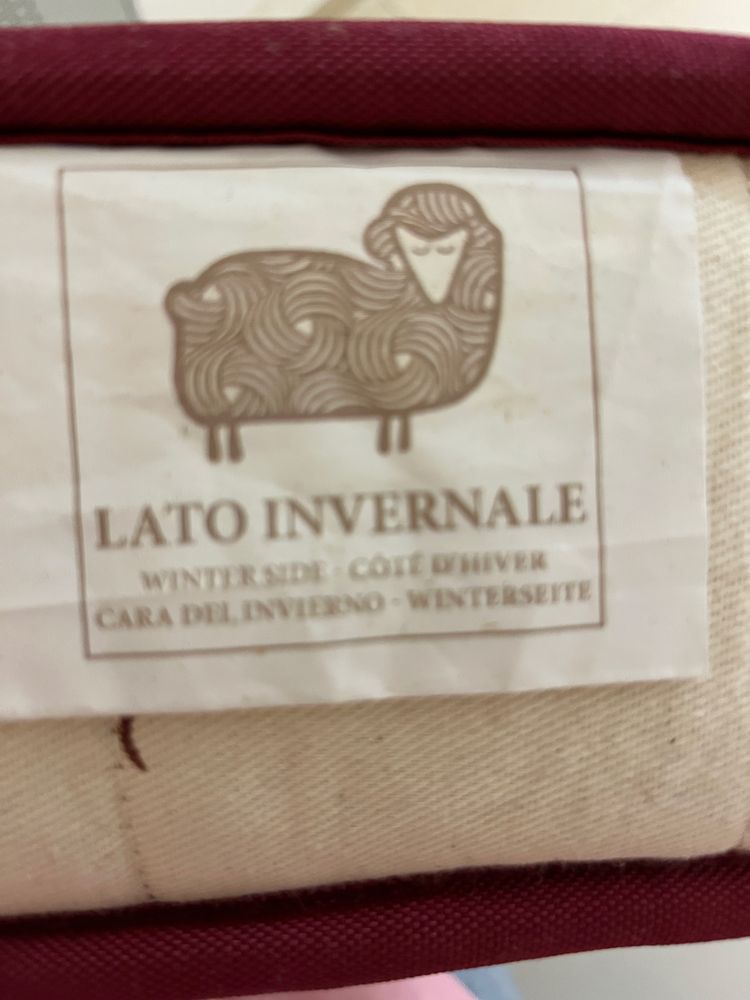 LATO INVERNALE
WINTER SIDE - CÔTÉ D'HIVER
CARA DEL INVIERNO - WINTERSEITE